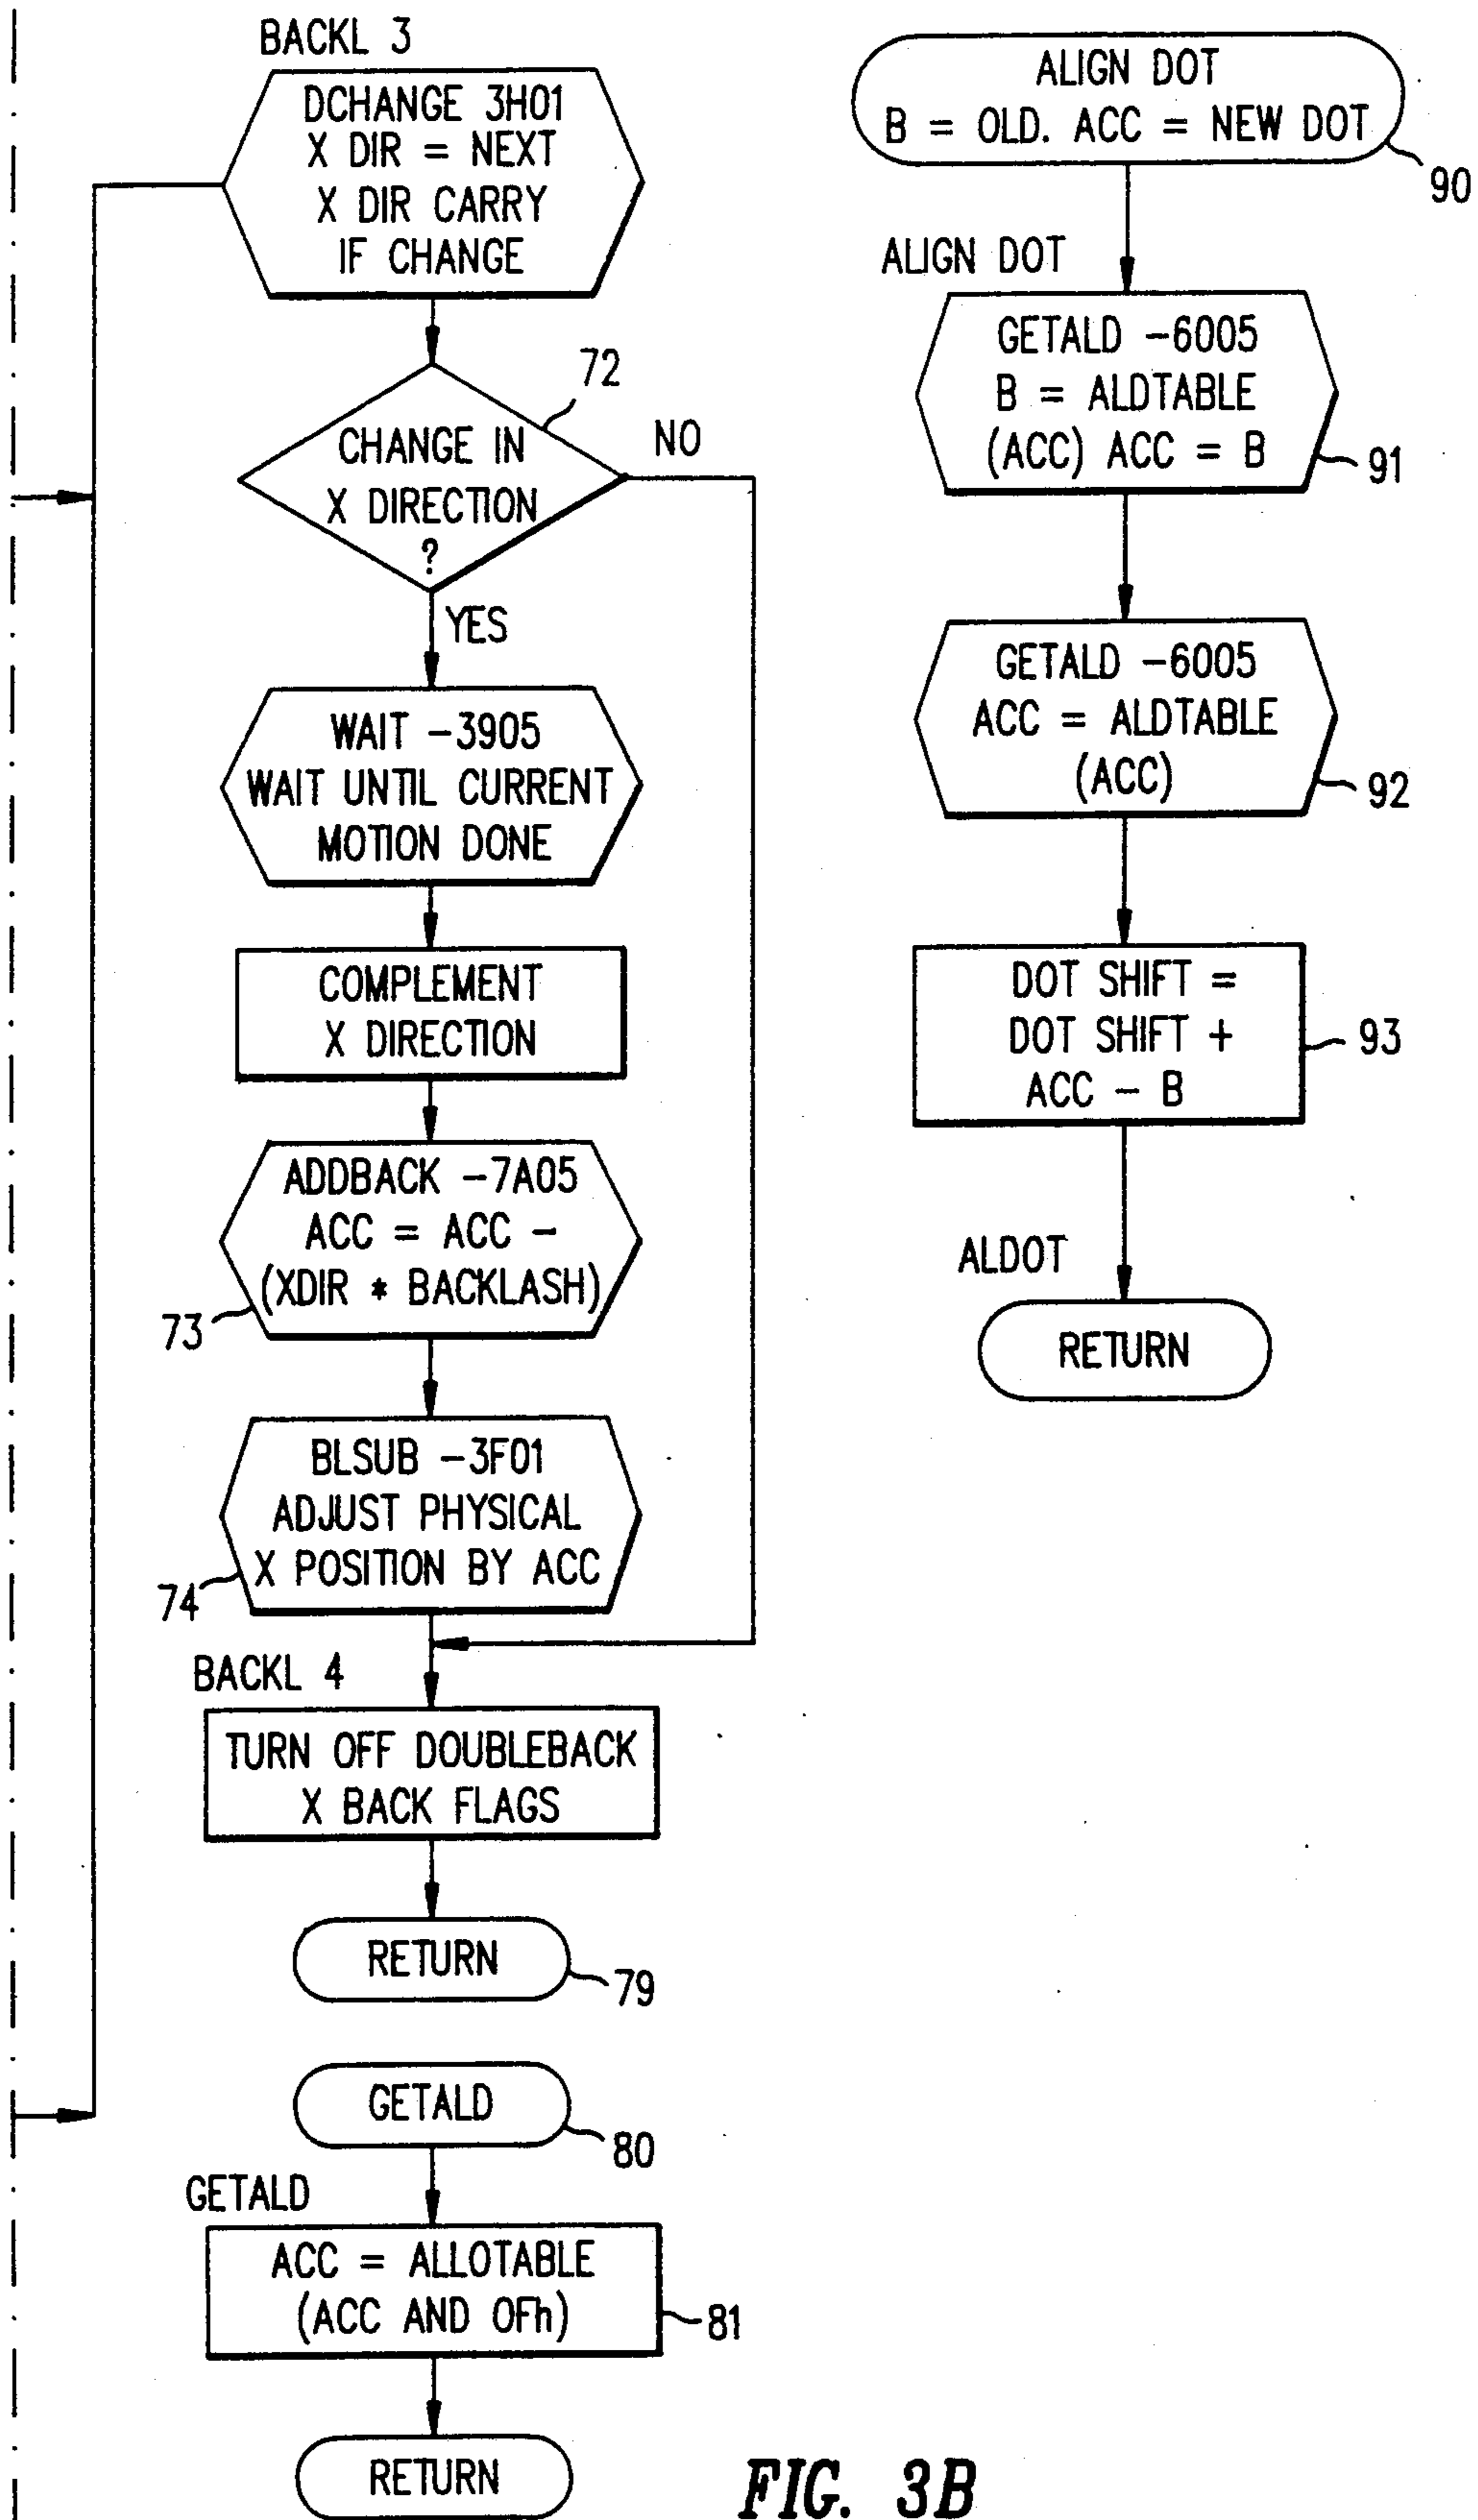 BACKL 3
DCHANGE 3H01
X DIR = NEXT
X DIR CARRY
IF CHANGE
72
CHANGE IN
X DIRECTION
?
NO
YES
WAIT -3905
WAIT UNTIL CURRENT
MOTION DONE
COMPLEMENT
X DIRECTION
ADDBACK -7A05
ACC = ACC -
(XDIR * BACKLASH)
73
BLSUB -3F01
ADJUST PHYSICAL
X POSITION BY ACC
74
BACKL 4
TURN OFF DOUBLEBACK
X BACK FLAGS
RETURN
79
GETALD
80
GETALD
ACC = ALLOTABLE
(ACC AND OFh)
81
RETURN
ALIGN DOT
B = OLD. ACC = NEW DOT
90
ALIGN DOT
GETALD -6005
B = ALDTABLE
(ACC) ACC = B
91
GETALD -6005
ACC = ALDTABLE
(ACC)
92
DOT SHIFT =
DOT SHIFT +
ACC - B
93
ALDOT
RETURN
FIG. 3B